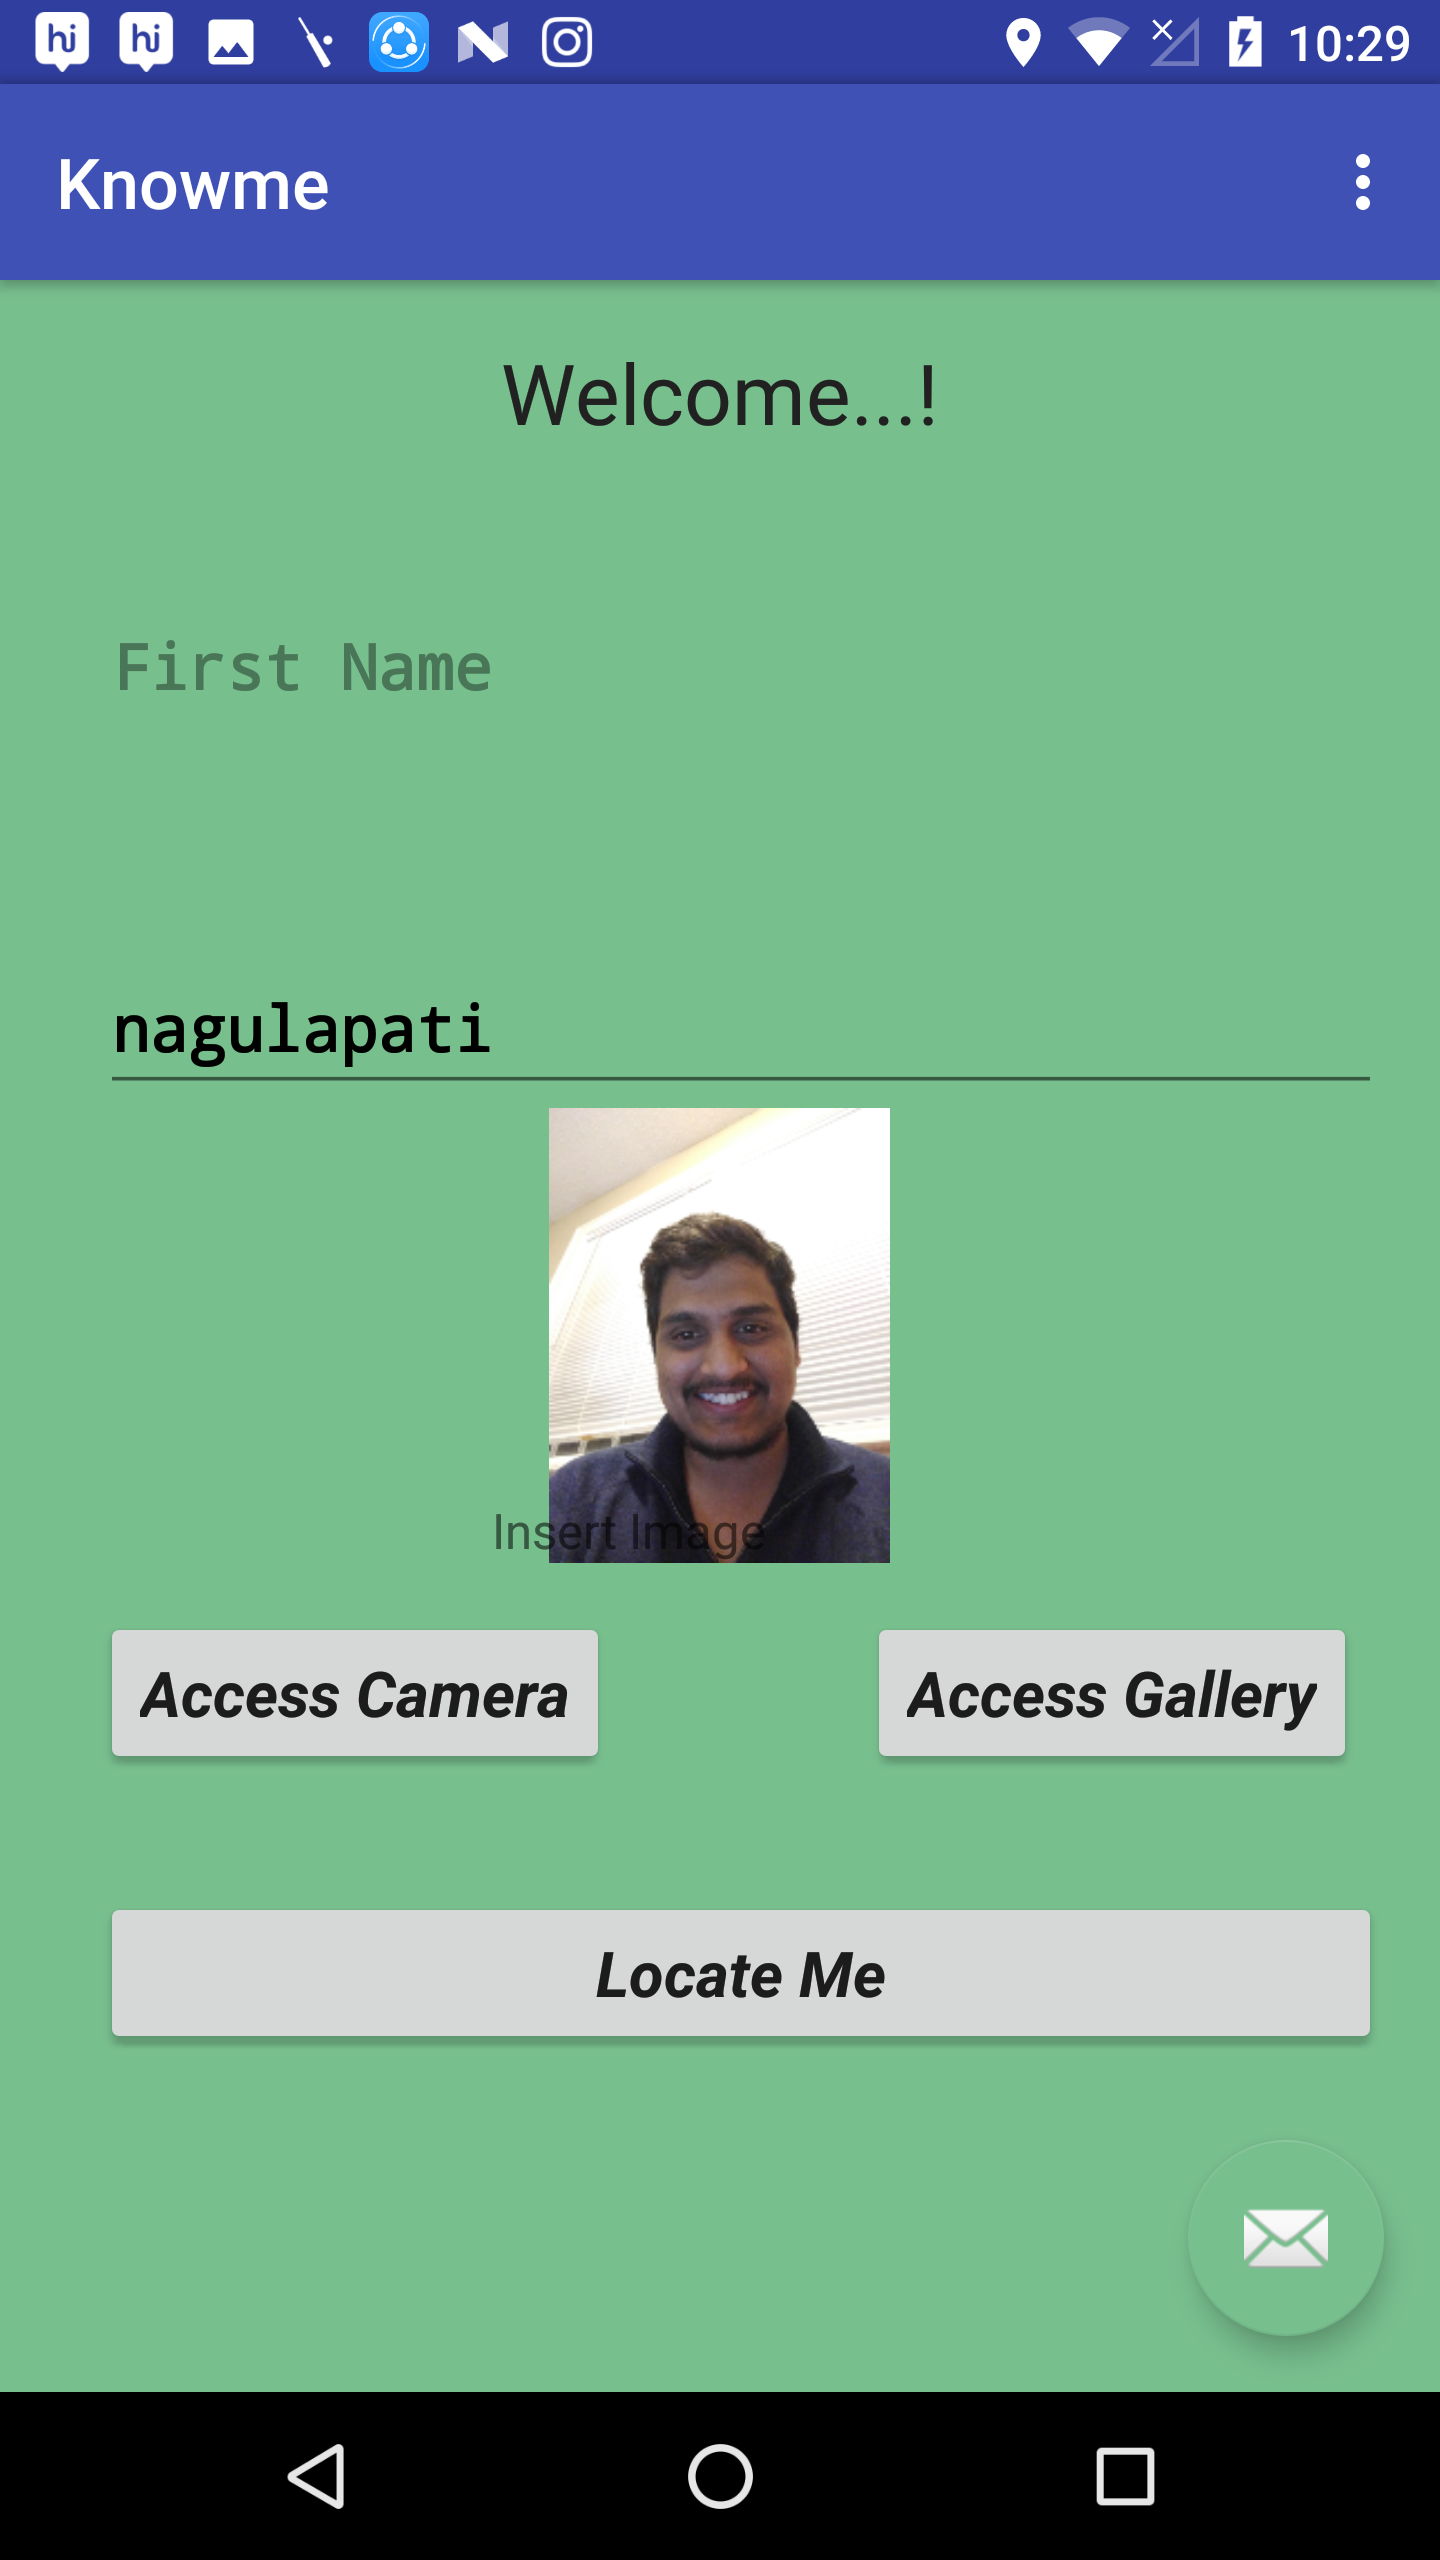 hi hi 10:29
Knowme
Welcome...!
First Name
nagulapati
Insert Image
Access Camera Access Gallery
Locate Me